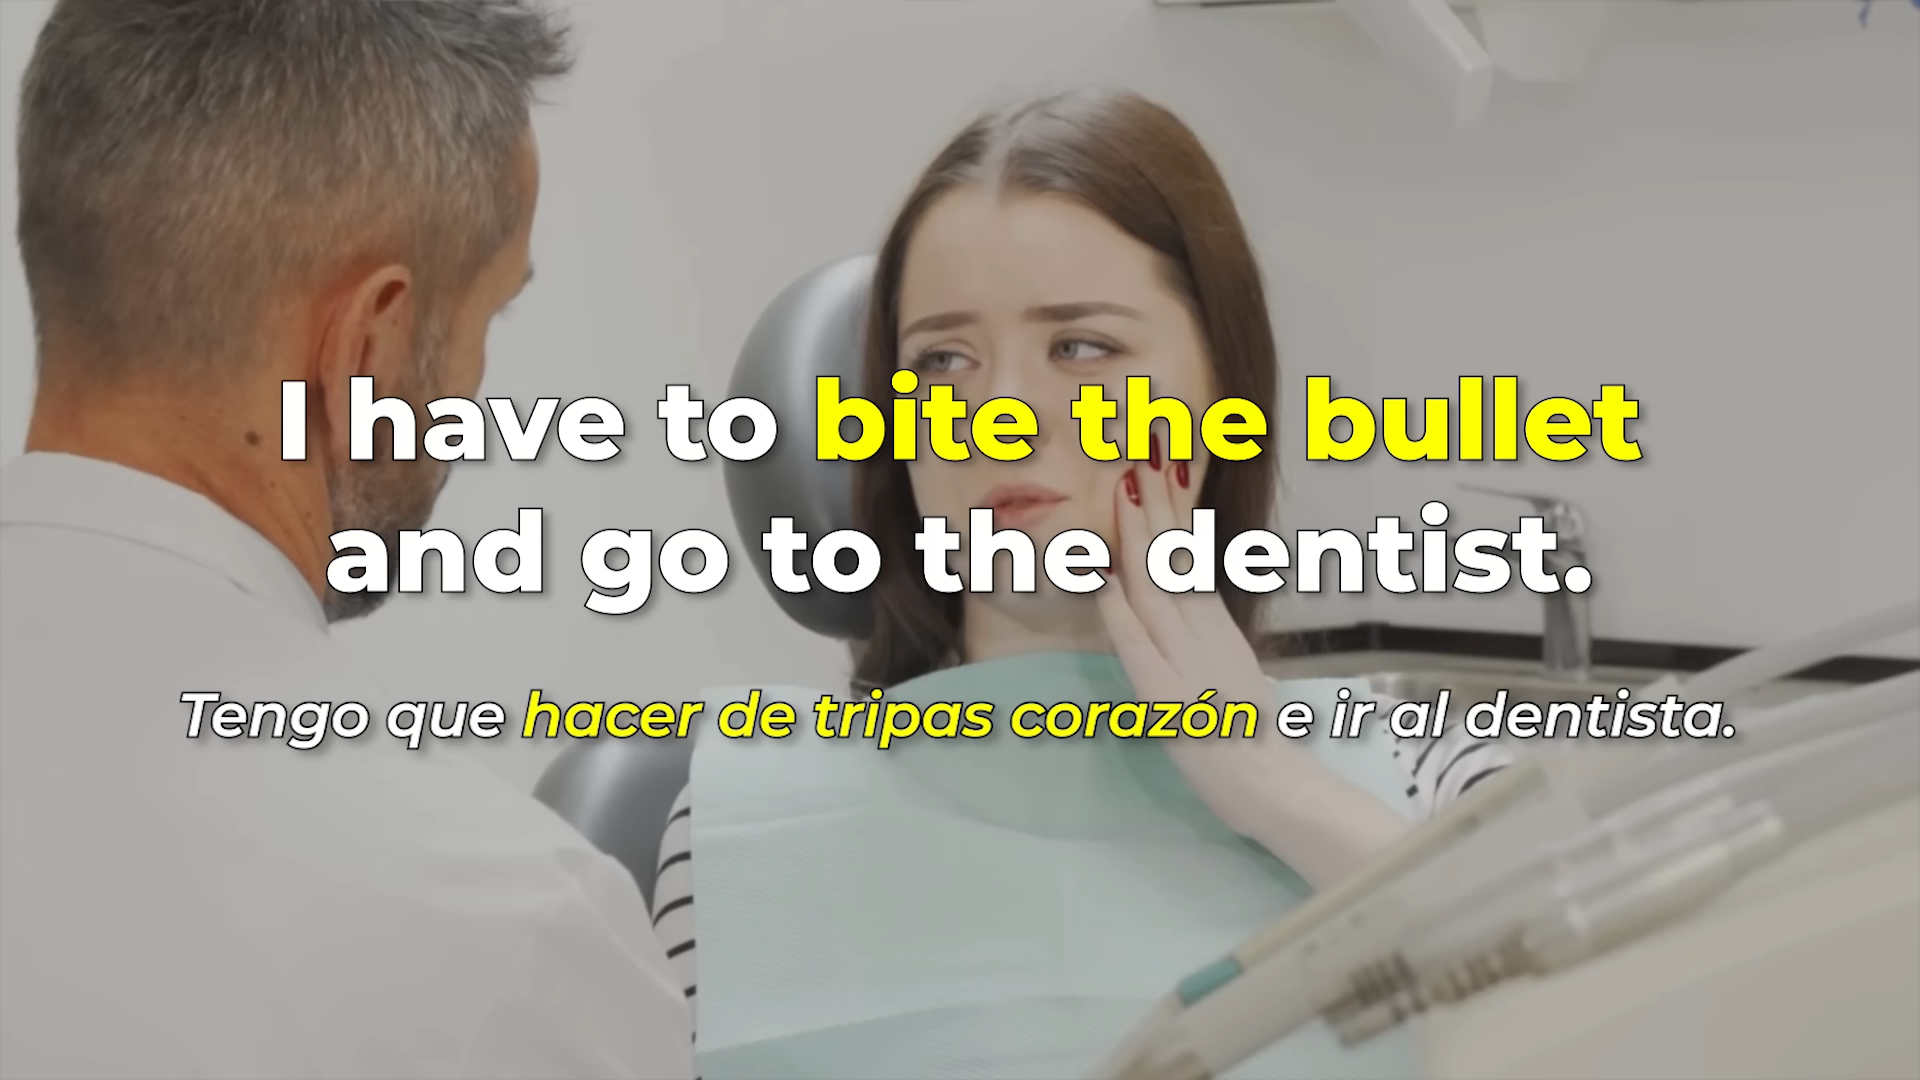 I have to bite the bullet
and go to the dentist.
Tengo que hacer de tripas corazón e ir al dentista.